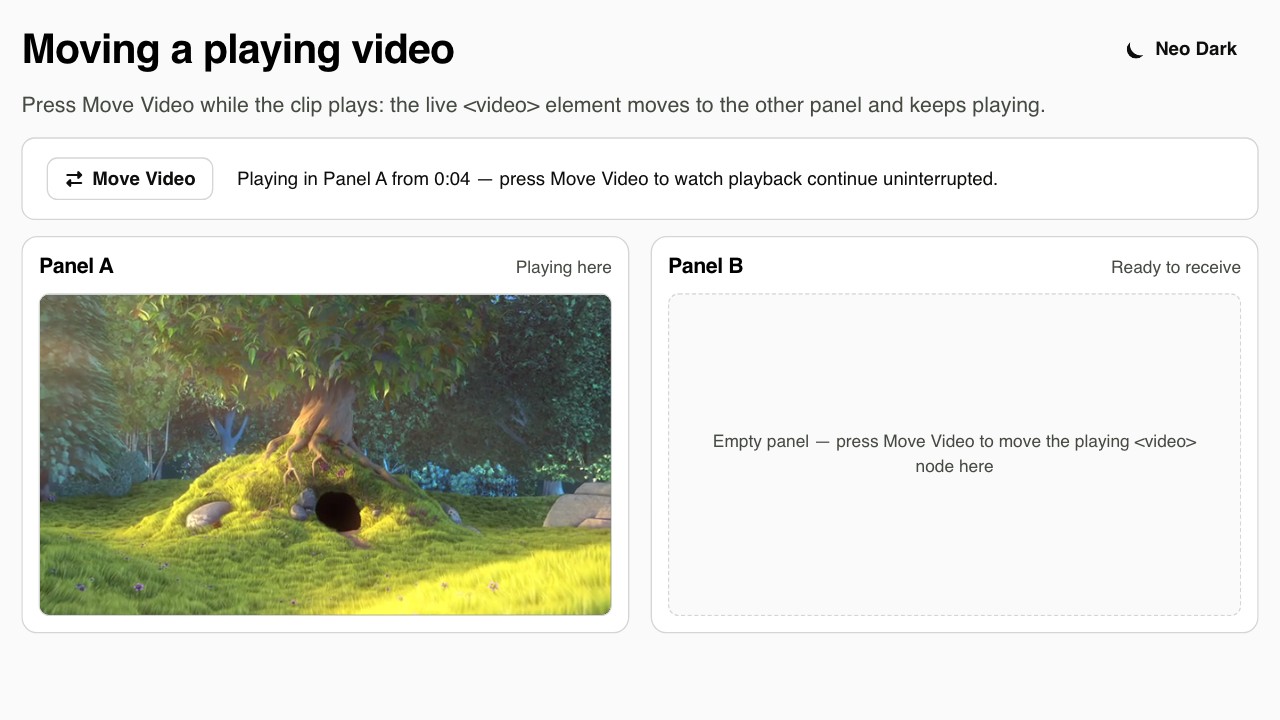 Moving a playing video
Neo Dark
Press Move Video while the clip plays: the live <video> element moves to the other panel and keeps playing.
Move Video
Playing in Panel A from 0:04 — press Move Video to watch playback continue uninterrupted.
Panel A
Playing here
Panel B
Ready to receive
Empty panel — press Move Video to move the playing <video>
node here